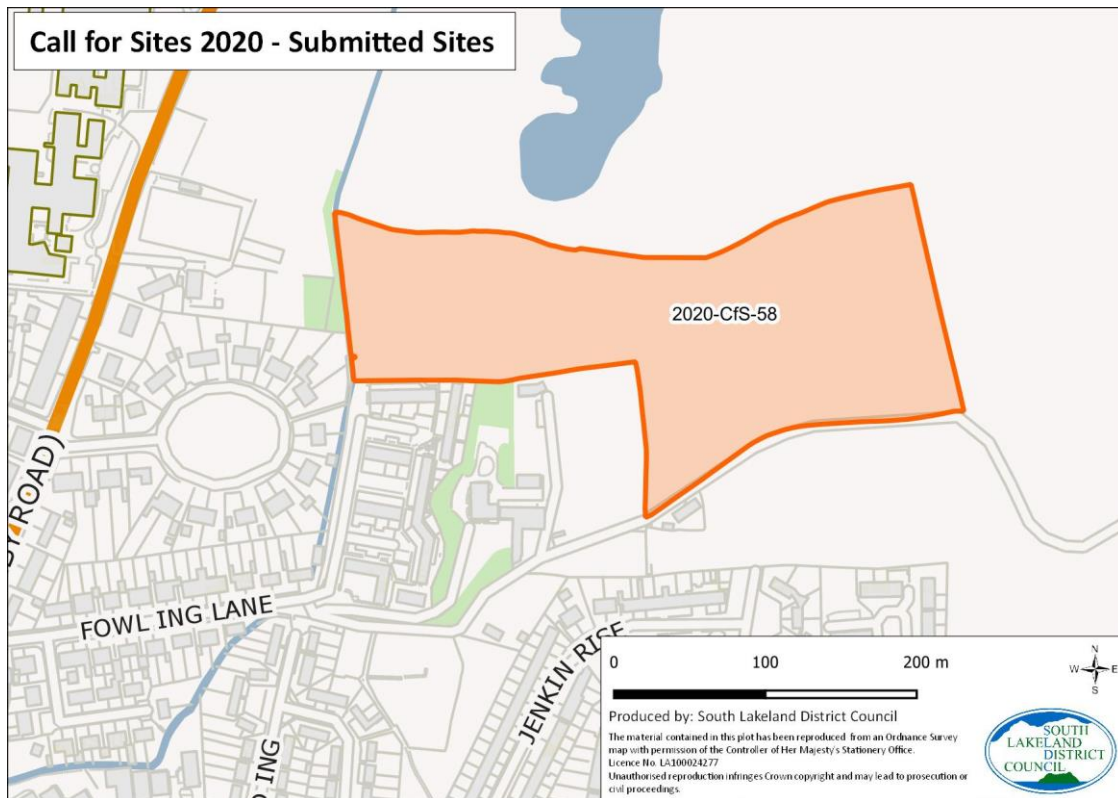 Call for Sites 2020 - Submitted Sites
2020-CfS-58
ROAD)
FOWL ING LANE
JENKIN RISE
ING
0 100 200 m
N
W E
S
Produced by: South Lakeland District Council
The material contained in this plot has been reproduced from an Ordnance Survey
map with permission of the Controller of Her Majesty's Stationery Office.
Licence No. LA100024277
Unauthorised reproduction infringes Crown copyright and may lead to prosecution or
civil proceedings.
SOUTH
LAKELAND
DISTRICT
COUNCIL